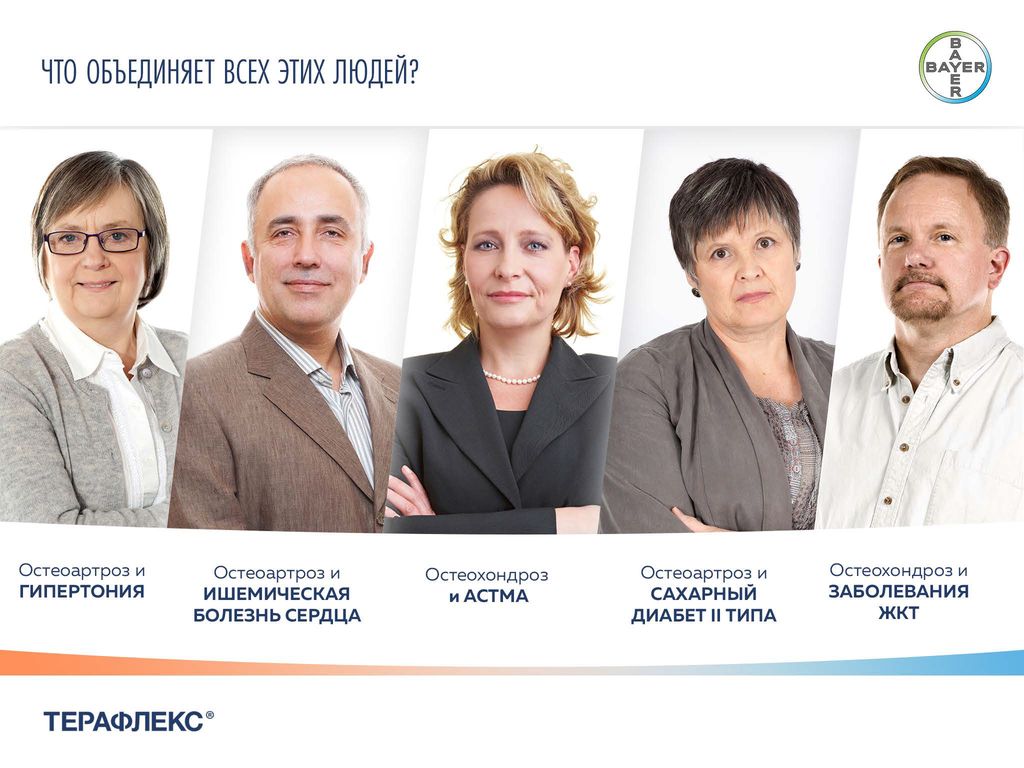 ЧТО ОБЪЕДИНЯЕТ ВСЕХ ЭТИХ ЛЮДЕЙ?
BAYER
BAYER
Остеоартроз и
ГИПЕРТОНИЯ
Остеоартроз и
ИШЕМИЧЕСКАЯ
БОЛЕЗНЬ СЕРДЦА
Остеохондроз
и АСТМА
Остеоартроз и
САХАРНЫЙ
ДИАБЕТ II ТИПА
Остеохондроз и
ЗАБОЛЕВАНИЯ
ЖКТ
ТЕРАФЛЕКС®